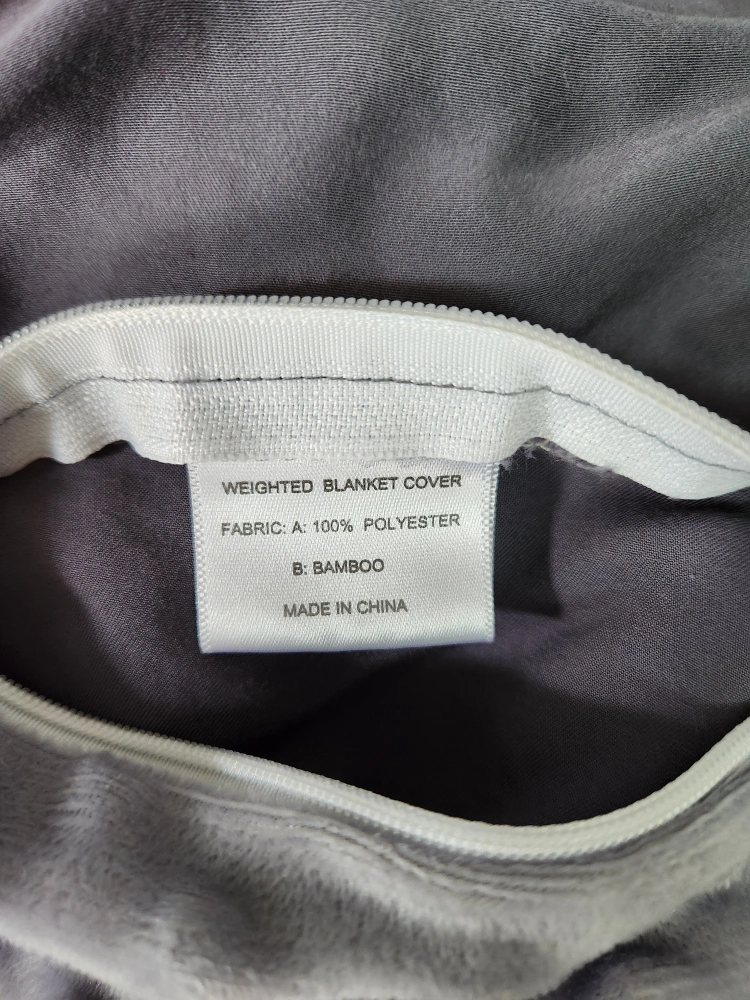 WEIGHTED BLANKET COVER
FABRIC: A: 100% POLYESTER
B: BAMBOO
MADE IN CHINA